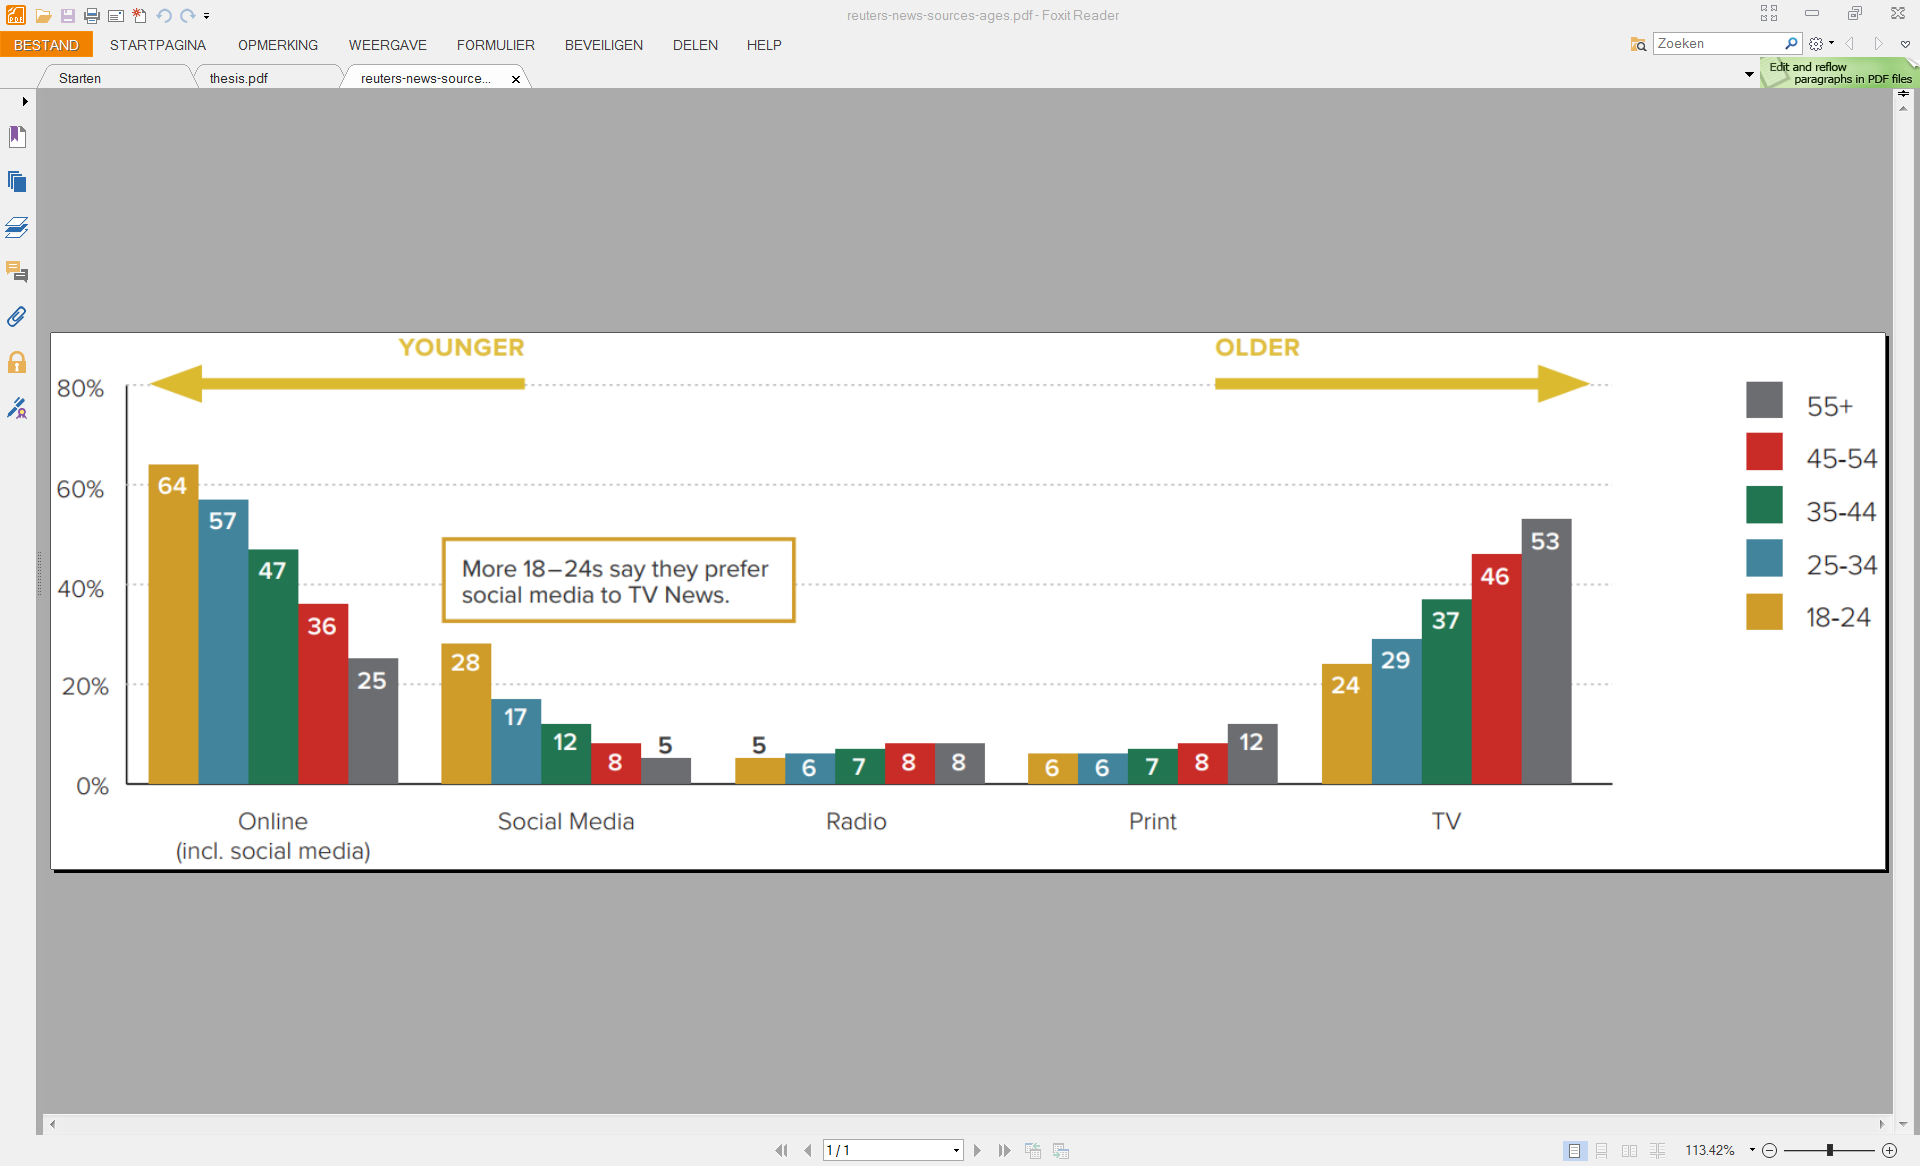 reuters-news-sources-ages.pdf - Foxit Reader
BESTAND STARTPAGINA OPMERKING WEERGAVE FORMULIER BEVEILIGEN DELEN HELP
Zoeken
Starten thesis.pdf reuters-news-source...
Edit and reflow
paragraphs in PDF files
YOUNGER OLDER
80%
60%
40%
20%
0%
64 57 47 36 25
More 18–24s say they prefer
social media to TV News.
28 17 12 8 5
5 6 7 8 8
6 6 7 8 12
24 29 37 46 53
Online
(incl. social media)
Social Media
Radio
Print
TV
55+
45-54
35-44
25-34
18-24
1 / 1
113.42%